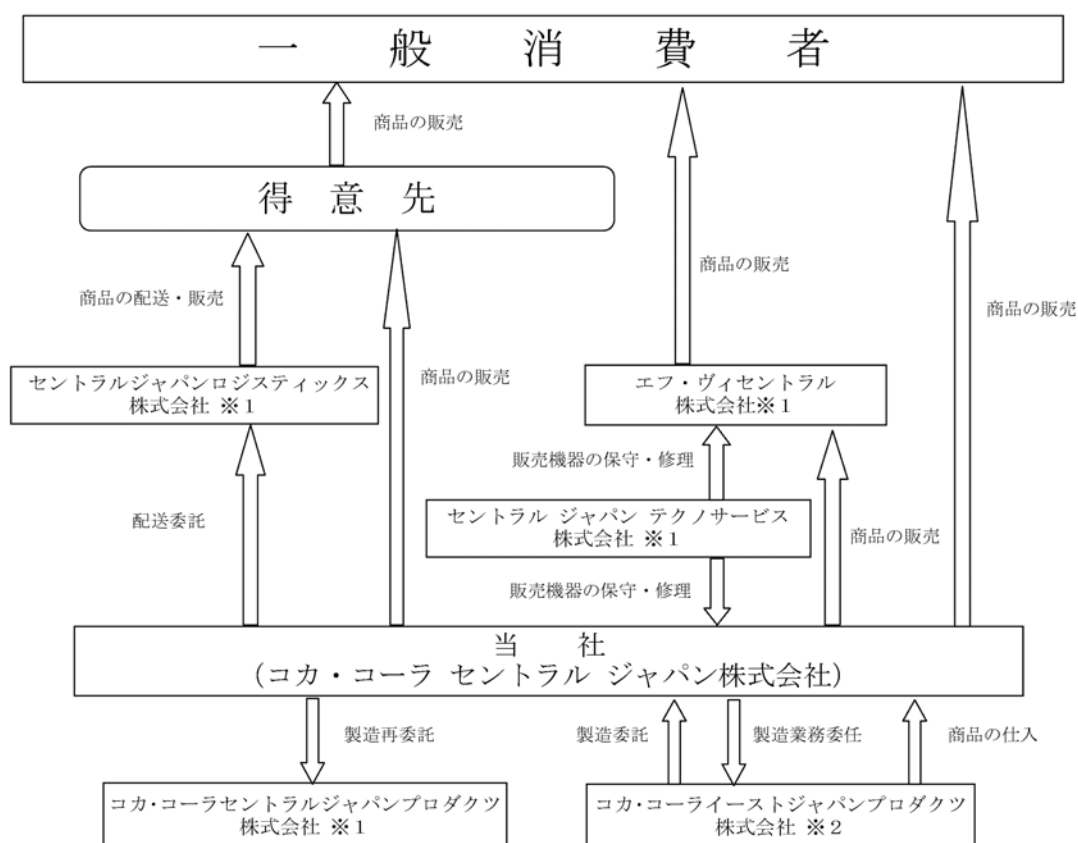 一般消費者
商品の販売
得意先
商品の販売
商品の配送・販売
商品の販売
セントラルジャパンロジスティックス
株式会社 ※1
商品の販売
エフ・ヴィセントラル
株式会社※1
販売機器の保守・修理
配送委託
セントラル ジャパン テクノサービス
株式会社 ※1
商品の販売
販売機器の保守・修理
当社
(コカ・コーラ セントラル ジャパン株式会社)
製造再委託
製造委託
製造業務委任
商品の仕入
コカ・コーラセントラルジャパンプロダクツ
株式会社 ※1
コカ・コーライーストジャパンプロダクツ
株式会社 ※2